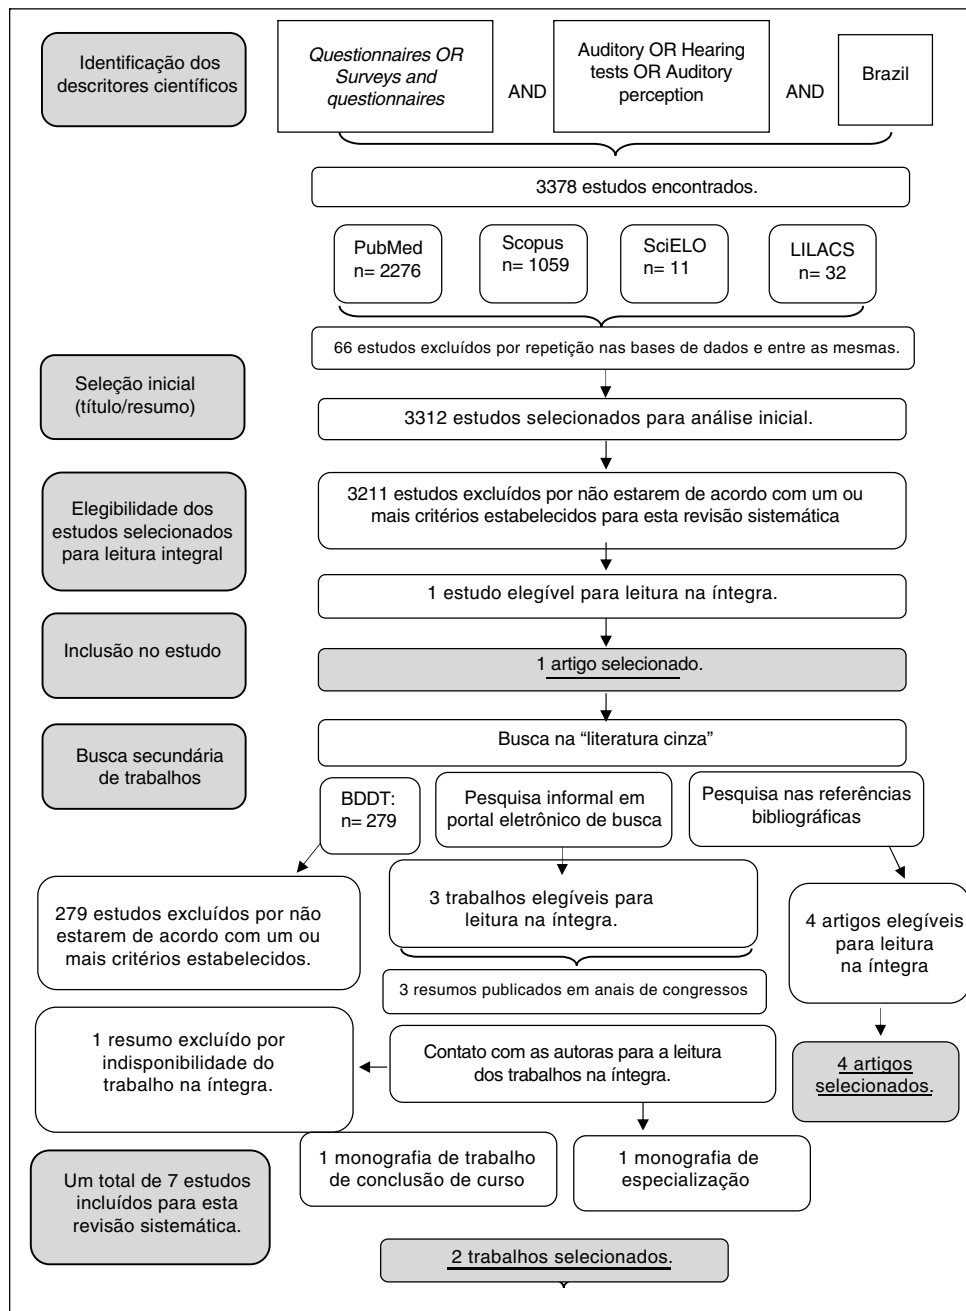 Identificação dos
descritores científicos
Questionnaires OR
Surveys and
questionnaires
AND
Auditory OR Hearing
tests OR Auditory
perception
AND
Brazil
3378 estudos encontrados.
PubMed
n= 2276
Scopus
n= 1059
SciELO
n= 11
LILACS
n= 32
66 estudos excluídos por repetição nas bases de dados e entre as mesmas.
Seleção inicial
(título/resumo)
3312 estudos selecionados para análise inicial.
Elegibilidade dos
estudos selecionados
para leitura integral
3211 estudos excluídos por não estarem de acordo com um ou
mais critérios estabelecidos para esta revisão sistemática
1 estudo elegível para leitura na íntegra.
Inclusão no estudo
1 artigo selecionado.
Busca secundária
de trabalhos
Busca na “literatura cinza”
BDDT:
n= 279
Pesquisa informal em
portal eletrônico de busca
Pesquisa nas referências
bibliográficas
279 estudos excluídos por não
estarem de acordo com um ou
mais critérios estabelecidos.
3 trabalhos elegíveis para
leitura na íntegra.
4 artigos elegíveis
para leitura
na íntegra
3 resumos publicados em anais de congressos
1 resumo excluído por
indisponibilidade do
trabalho na íntegra.
Contato com as autoras para a leitura
dos trabalhos na íntegra.
4 artigos
selecionados.
1 monografia de trabalho
de conclusão de curso
1 monografia de
especialização
Um total de 7 estudos
incluídos para esta
revisão sistemática.
2 trabalhos selecionados.